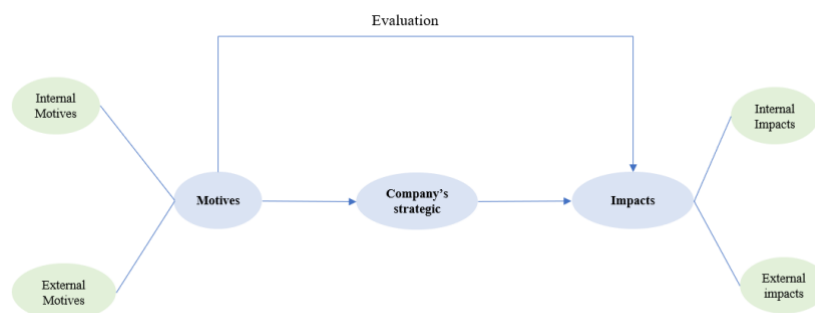 Evaluation
Internal
Motives
Internal
Impacts
Motives
Company's
strategic
Impacts
External
Motives
External
impacts